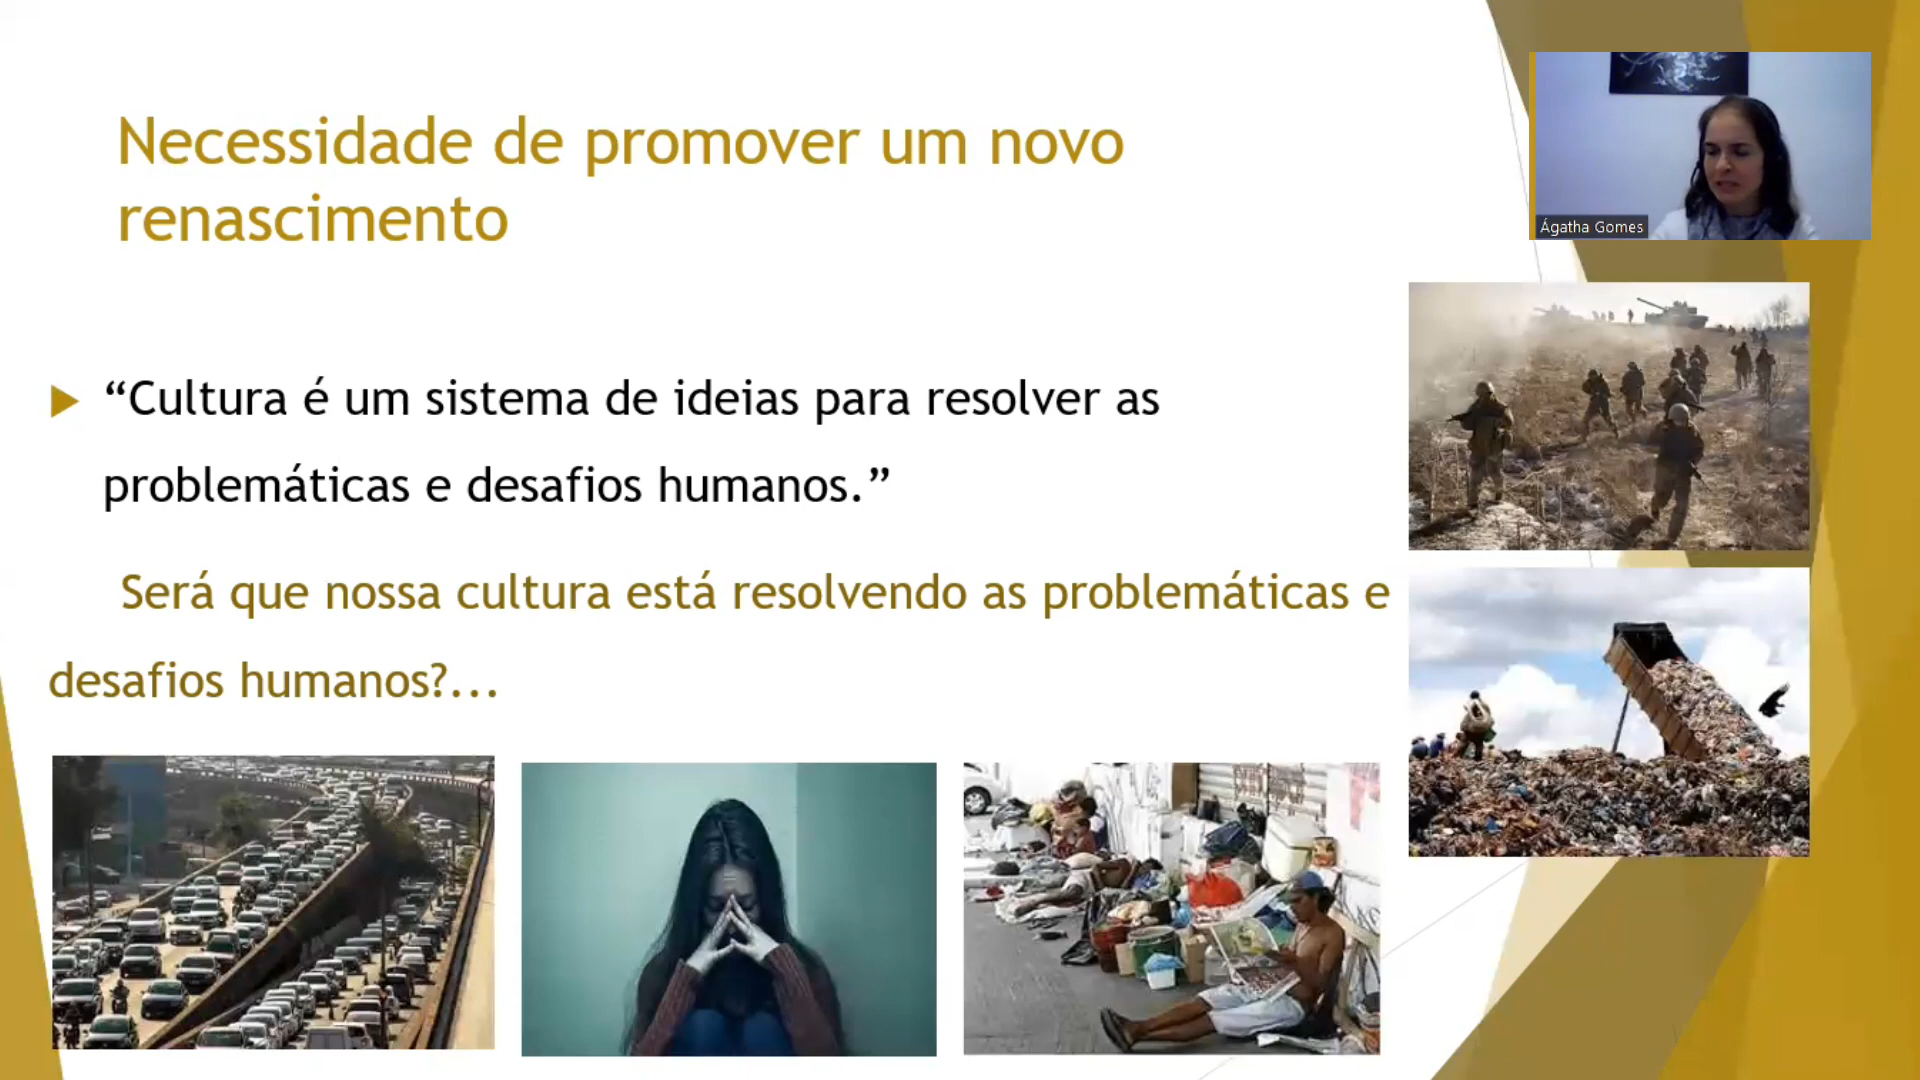 Necessidade de promover um novo
renascimento
Ágatha Gomes
“Cultura é um sistema de ideias para resolver as
problemáticas e desafios humanos.”
Será que nossa cultura está resolvendo as problemáticas e
desafios humanos?...